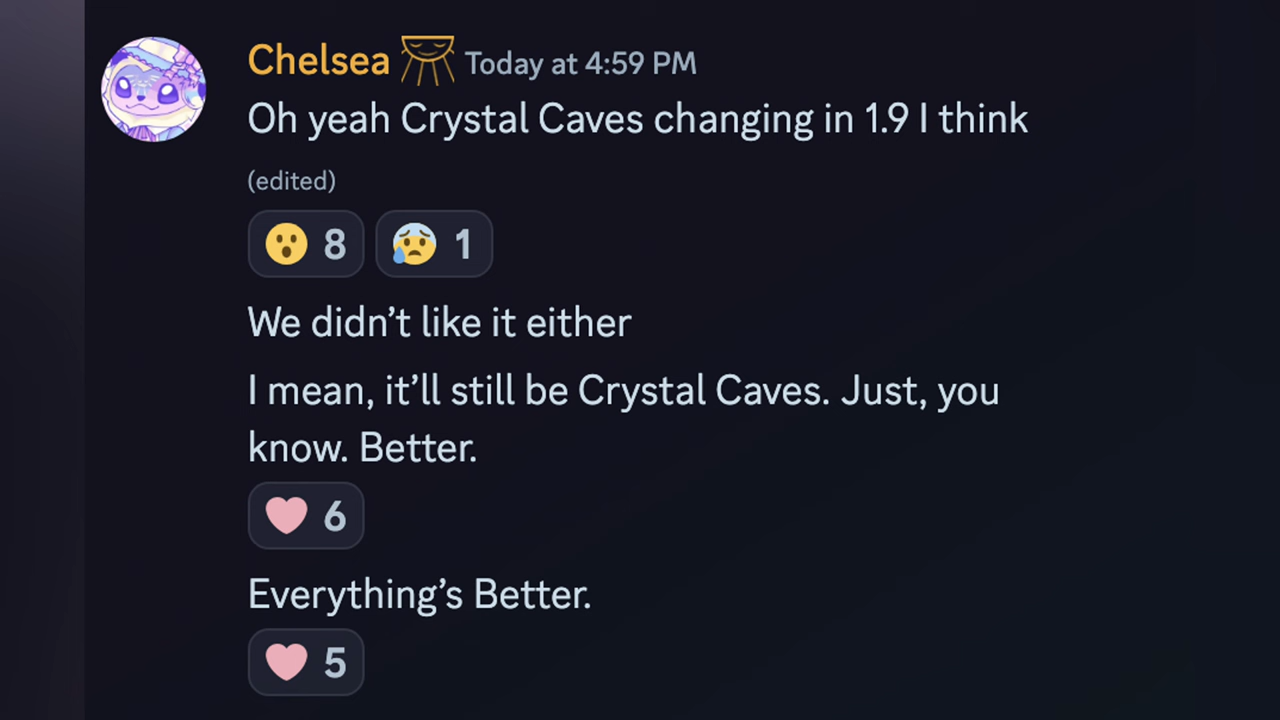 Chelsea Today at 4:59 PM
Oh yeah Crystal Caves changing in 1.9 I think
(edited)
8 1
We didn’t like it either
I mean, it’ll still be Crystal Caves. Just, you
know. Better.
6
Everything’s Better.
5